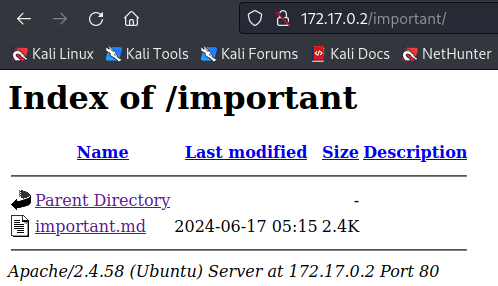 172.17.0.2/important/
Kali Linux Kali Tools Kali Forums Kali Docs NetHunter
Index of /important
Name Last modified Size Description
Parent Directory -
important.md 2024-06-17 05:15 2.4K
Apache/2.4.58 (Ubuntu) Server at 172.17.0.2 Port 80